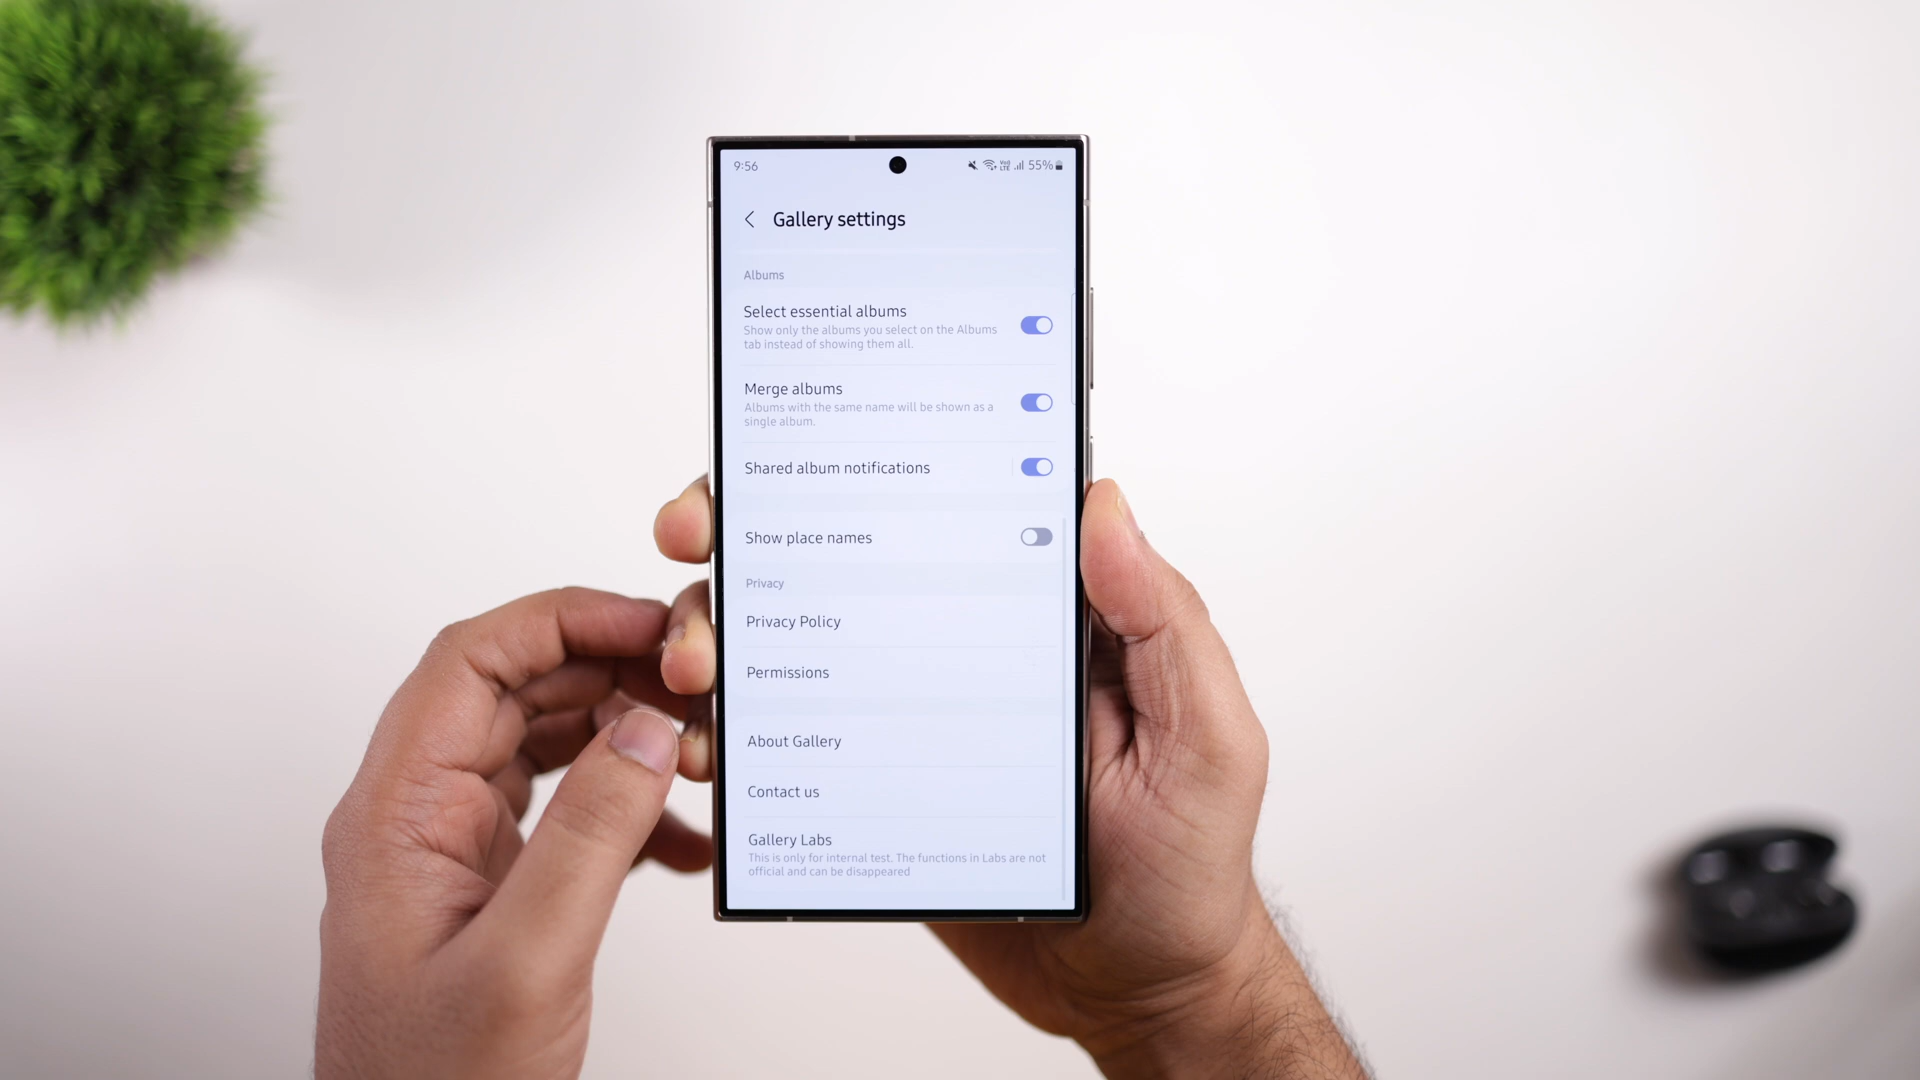 9:56
Vo) LTE 55%
Gallery settings
Albums
Select essential albums
Show only the albums you select on the Albums
tab instead of showing them all.
Merge albums
Albums with the same name will be shown as a
single album.
Shared album notifications
Show place names
Privacy
Privacy Policy
Permissions
About Gallery
Contact us
Gallery Labs
This is only for internal test. The functions in Labs are not
official and can be disappeared